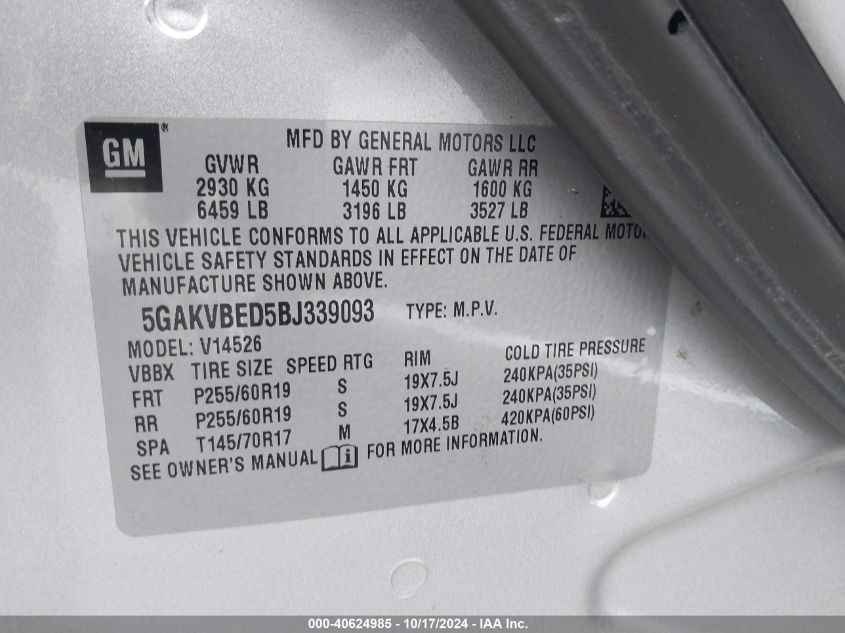 GM®
MFD BY GENERAL MOTORS LLC
GVWR GAWR FRT GAWR RR
2930 KG 1450 KG 1600 KG
6459 LB 3196 LB 3527 LB
THIS VEHICLE CONFORMS TO ALL APPLICABLE U.S. FEDERAL
VEHICLE SAFETY STANDARDS IN EFFECT ON THE DATE OF
MANUFACTURE SHOWN ABOVE.
5GAKVBED5BJ339093 TYPE: M.P.V.
MODEL: V14526
VBBX TIRE SIZE SPEED RTG RIM COLD TIRE PRESSURE
FRT P255/60R19 S 19X7.5J 240KPA(35PSI)
RR P255/60R19 S 19X7.5J 240KPA(35PSI)
SPA T145/70R17 M 17X4.5B 420KPA(60PSI)
SEE OWNER'S MANUAL FOR MORE INFORMATION.
000-40624985 - 10/17/2024 - IAA Inc.